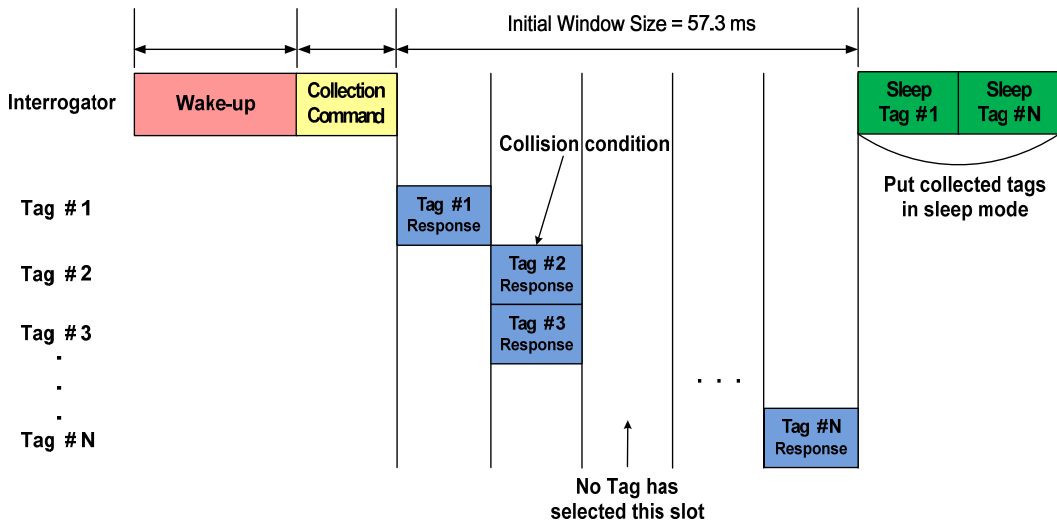 Initial Window Size = 57.3 ms
Interrogator
Wake-up
Collection
Command
Sleep
Tag #1
Sleep
Tag #N
Collision condition
Put collected tags
in sleep mode
Tag #1
Tag #1
Response
Tag #2
Tag #2
Response
Tag #3
Tag #3
Response
. . .
Tag #N
Tag #N
Response
No Tag has
selected this slot